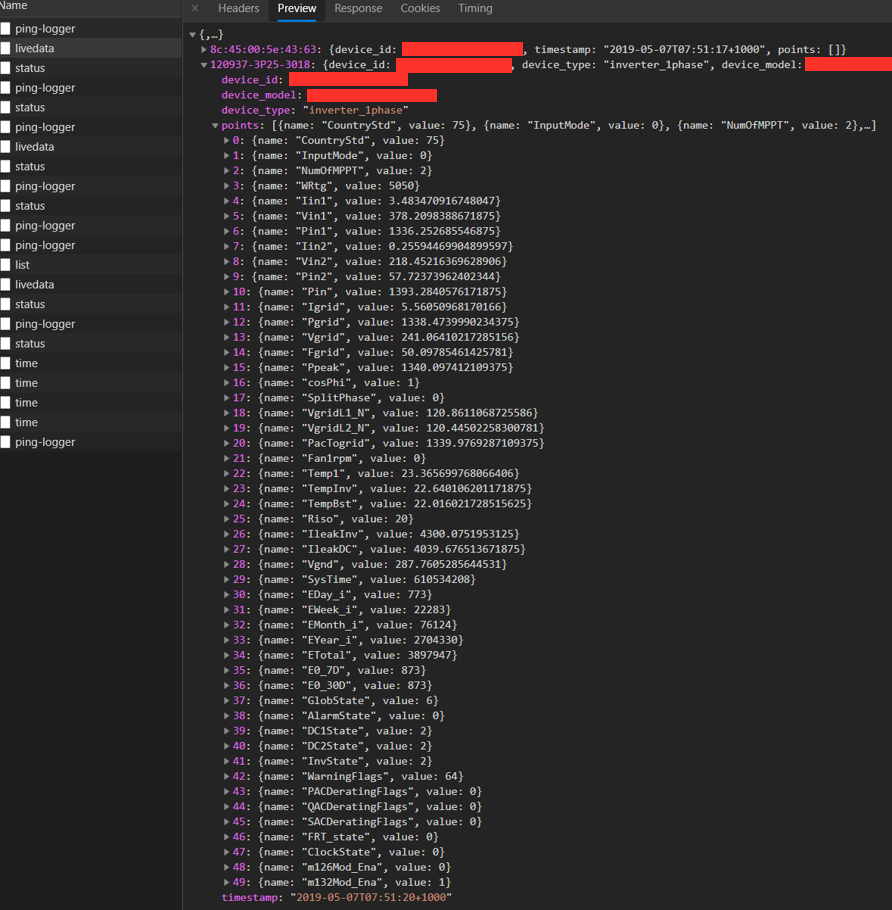 Name
× Headers Preview Response Cookies Timing
ping-logger
livedata
status
ping-logger
status
ping-logger
livedata
status
ping-logger
status
ping-logger
ping-logger
list
livedata
status
ping-logger
status
time
time
time
time
ping-logger
▼{,…}
▶8c:45:00:5e:43:63: {device_id: , timestamp: "2019-05-07T07:51:17+1000", points: []}
▼120937-3P25-3018: {device_id: , device_type: "inverter_1phase", device_model:
device_id:
device_model:
device_type: "inverter_1phase"
▼points: [{name: "CountryStd", value: 75}, {name: "InputMode", value: 0}, {name: "NumOfMPPT", value: 2},…]
▶0: {name: "CountryStd", value: 75}
▶1: {name: "InputMode", value: 0}
▶2: {name: "NumOfMPPT", value: 2}
▶3: {name: "WRtg", value: 5050}
▶4: {name: "Iin1", value: 3.483470916748047}
▶5: {name: "Vin1", value: 378.2098388671875}
▶6: {name: "Pin1", value: 1336.252685546875}
▶7: {name: "Iin2", value: 0.25594469904899597}
▶8: {name: "Vin2", value: 218.45216369628906}
▶9: {name: "Pin2", value: 57.72373962402344}
▶10: {name: "Pin", value: 1393.2840576171875}
▶11: {name: "Igrid", value: 5.56050968170166}
▶12: {name: "Pgrid", value: 1338.4739990234375}
▶13: {name: "Vgrid", value: 241.06410217285156}
▶14: {name: "Fgrid", value: 50.09785461425781}
▶15: {name: "Ppeak", value: 1340.097412109375}
▶16: {name: "cosPhi", value: 1}
▶17: {name: "SplitPhase", value: 0}
▶18: {name: "VgridL1_N", value: 120.8611068725586}
▶19: {name: "VgridL2_N", value: 120.44502258300781}
▶20: {name: "PacTogrid", value: 1339.9769287109375}
▶21: {name: "Fan1rpm", value: 0}
▶22: {name: "Temp1", value: 23.365699768066406}
▶23: {name: "TempInv", value: 22.640106201171875}
▶24: {name: "TempBst", value: 22.016021728515625}
▶25: {name: "Riso", value: 20}
▶26: {name: "IleakInv", value: 4300.0751953125}
▶27: {name: "IleakDC", value: 4039.676513671875}
▶28: {name: "Vgnd", value: 287.7605285644531}
▶29: {name: "SysTime", value: 610534208}
▶30: {name: "EDay_i", value: 773}
▶31: {name: "EWeek_i", value: 22283}
▶32: {name: "EMonth_i", value: 76124}
▶33: {name: "EYear_i", value: 2704330}
▶34: {name: "ETotal", value: 3897947}
▶35: {name: "E0_7D", value: 873}
▶36: {name: "E0_30D", value: 873}
▶37: {name: "GlobState", value: 6}
▶38: {name: "AlarmState", value: 0}
▶39: {name: "DC1State", value: 2}
▶40: {name: "DC2State", value: 2}
▶41: {name: "InvState", value: 2}
▶42: {name: "WarningFlags", value: 64}
▶43: {name: "PACDeratingFlags", value: 0}
▶44: {name: "QACDeratingFlags", value: 0}
▶45: {name: "SACDeratingFlags", value: 0}
▶46: {name: "FRT_state", value: 0}
▶47: {name: "ClockState", value: 0}
▶48: {name: "m126Mod_Ena", value: 0}
▶49: {name: "m132Mod_Ena", value: 1}
timestamp: "2019-05-07T07:51:20+1000"